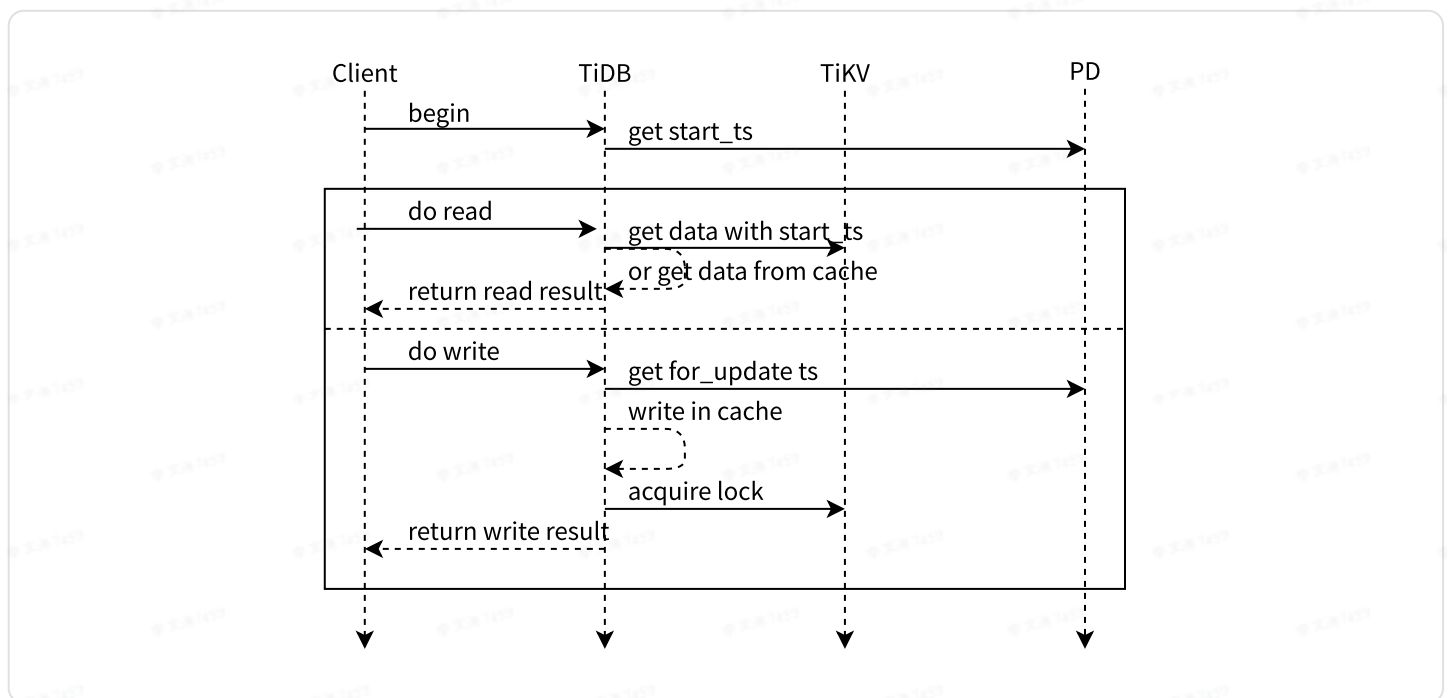 Client
TiDB
TiKV
PD
begin
get start_ts
do read
get data with start_ts
or get data from cache
return read result
do write
get for_update ts
write in cache
acquire lock
return write result